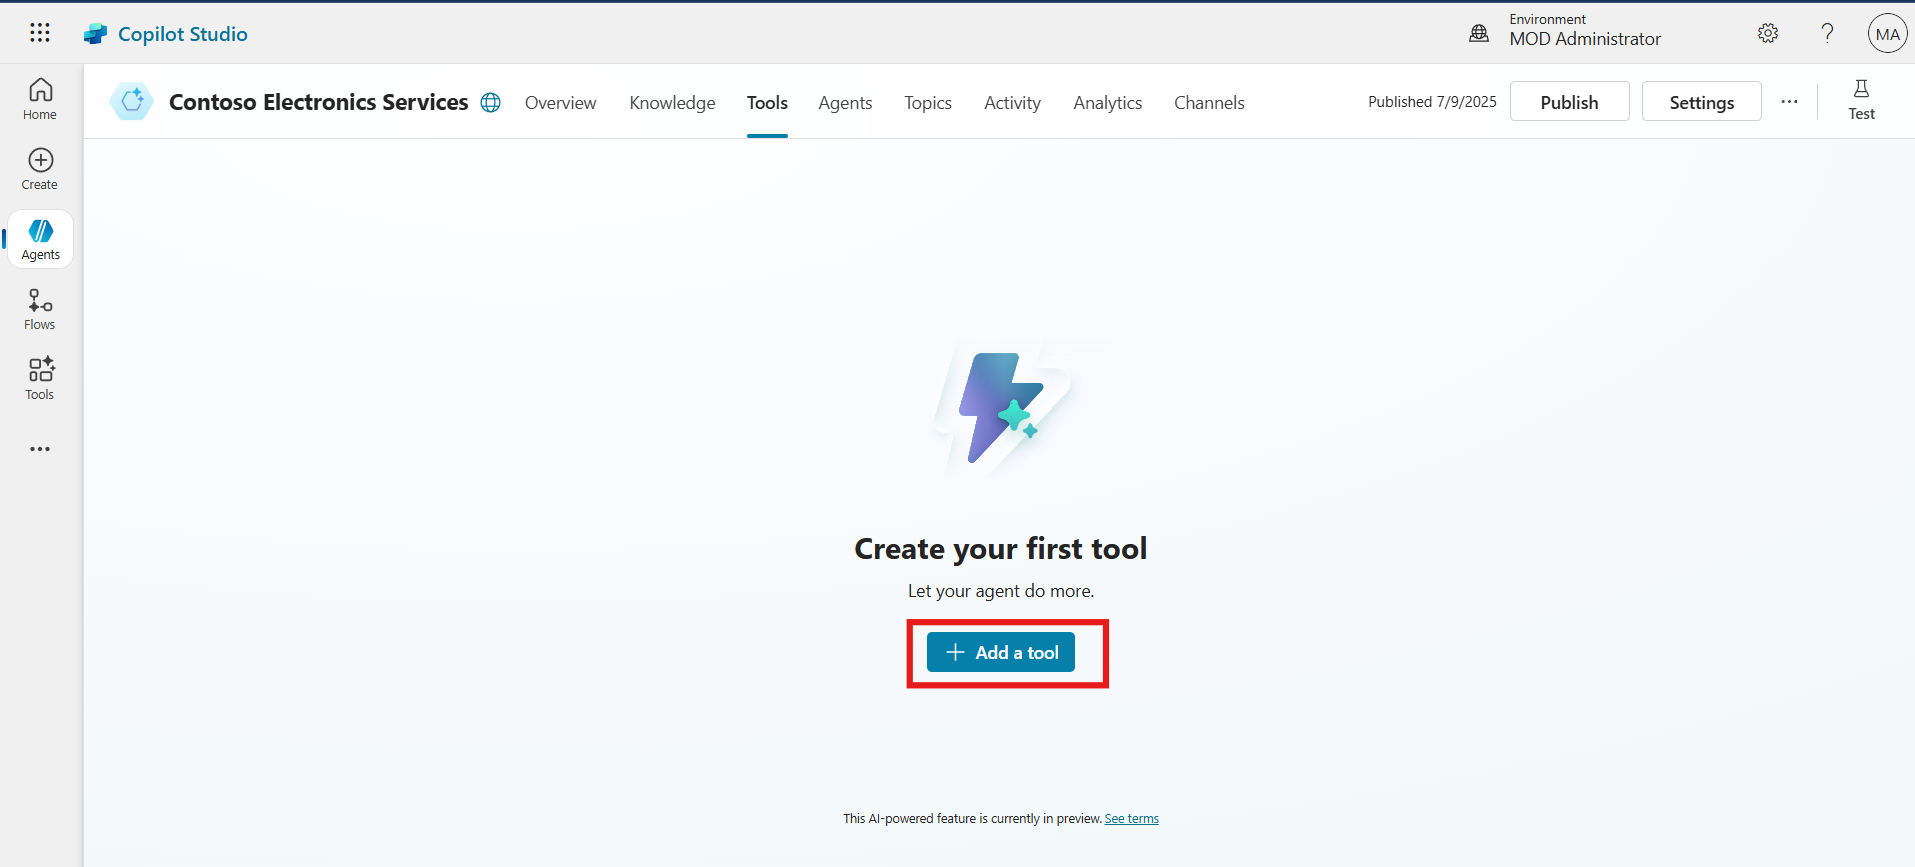 Copilot Studio
Environment
MOD Administrator
?
MA
Home
Create
Agents
Flows
Tools
Contoso Electronics Services
Overview
Knowledge
Tools
Agents
Topics
Activity
Analytics
Channels
Published 7/9/2025
Publish
Settings
Test
Create your first tool
Let your agent do more.
Add a tool
This AI-powered feature is currently in preview. See terms